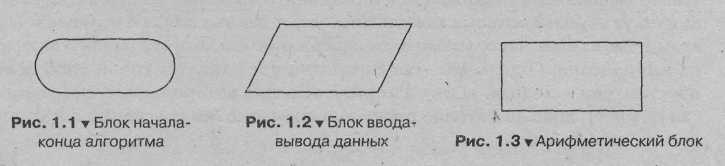 Рис. 1.1 ▼ Блок начала-
конца алгоритма
Рис. 1.2 ▼ Блок ввода-
вывода данных
Рис. 1.3 ▼ Арифметический блок